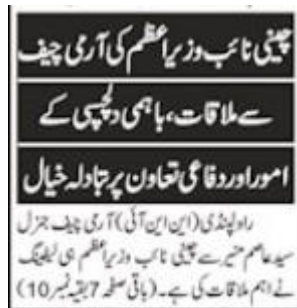 چینی نائب وزیراعظم کی آرمی چیف
سے ملاقات، باہمی دلچسپی کے
امور اور دفاعی تعاون پر تبادلہ خیال
راولپنڈی (این این آئی) آرمی چیف جنرل
سید عاصم منیر سے چینی نائب وزیراعظم ہی لیفینگ
نے اہم ملاقات کی ہے۔ (باقی صفحہ 7 بقیہ نمبر 10)